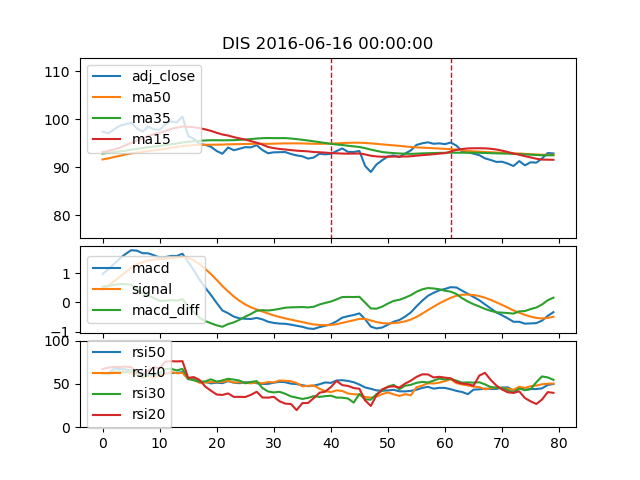 DIS 2016-06-16 00:00:00
110
100
90
80
adj_close
ma50
ma35
ma15
1
0
−1
macd
signal
macd_diff
100
50
0
rsi50
rsi40
rsi30
rsi20
0 10 20 30 40 50 60 70 80